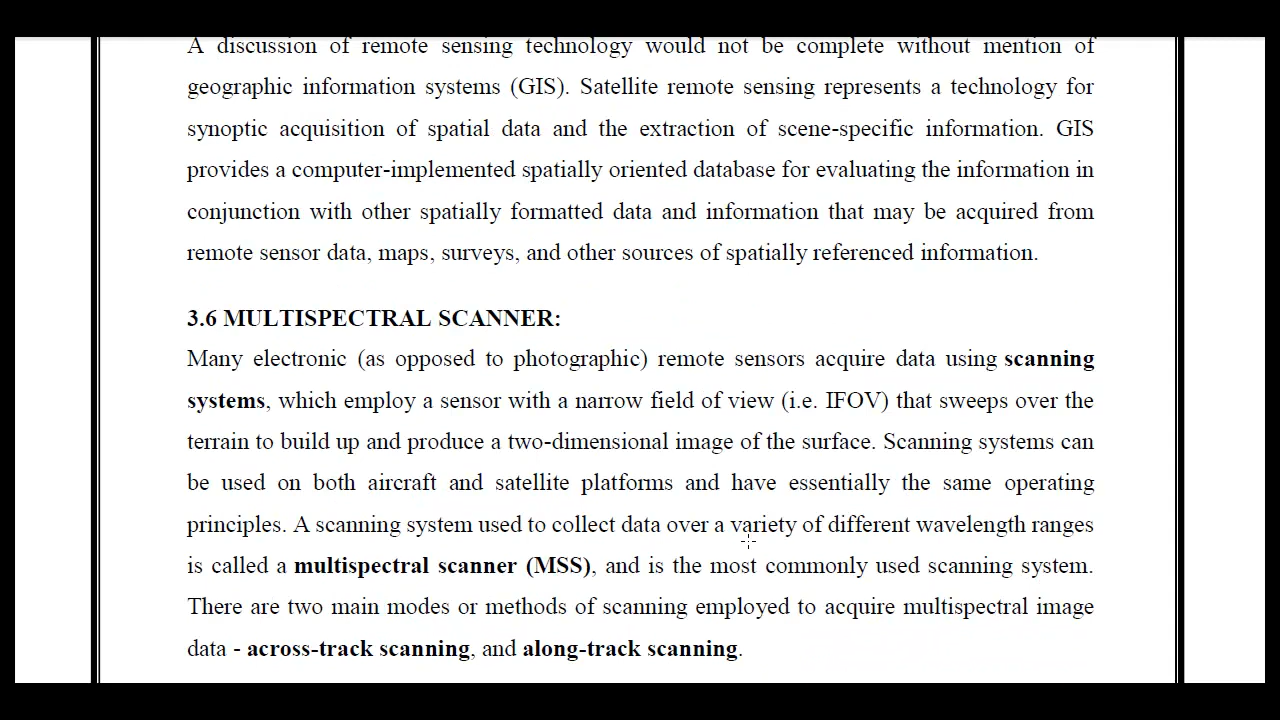 A discussion of remote sensing technology would not be complete without mention of
geographic information systems (GIS). Satellite remote sensing represents a technology for
synoptic acquisition of spatial data and the extraction of scene-specific information. GIS
provides a computer-implemented spatially oriented database for evaluating the information in
conjunction with other spatially formatted data and information that may be acquired from
remote sensor data, maps, surveys, and other sources of spatially referenced information.
3.6 MULTISPECTRAL SCANNER:
Many electronic (as opposed to photographic) remote sensors acquire data using scanning
systems, which employ a sensor with a narrow field of view (i.e. IFOV) that sweeps over the
terrain to build up and produce a two-dimensional image of the surface. Scanning systems can
be used on both aircraft and satellite platforms and have essentially the same operating
principles. A scanning system used to collect data over a variety of different wavelength ranges
is called a multispectral scanner (MSS), and is the most commonly used scanning system.
There are two main modes or methods of scanning employed to acquire multispectral image
data - across-track scanning, and along-track scanning.